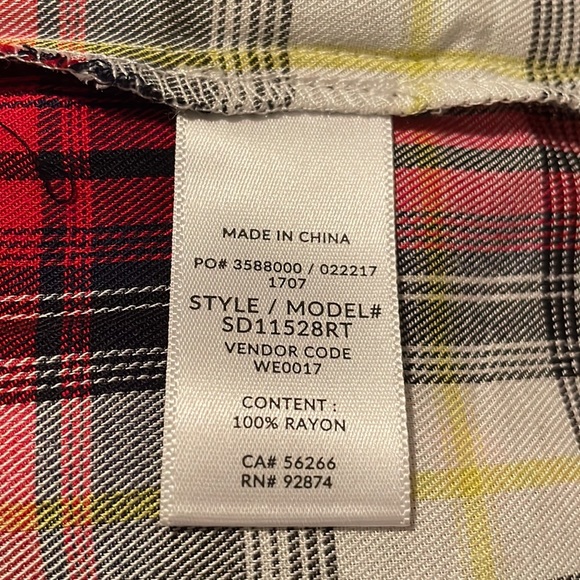 MADE IN CHINA
PO# 3588000 / 022217
1707
STYLE / MODEL#
SD11528RT
VENDOR CODE
WE0017
CONTENT :
100% RAYON
CA# 56266
RN# 92874